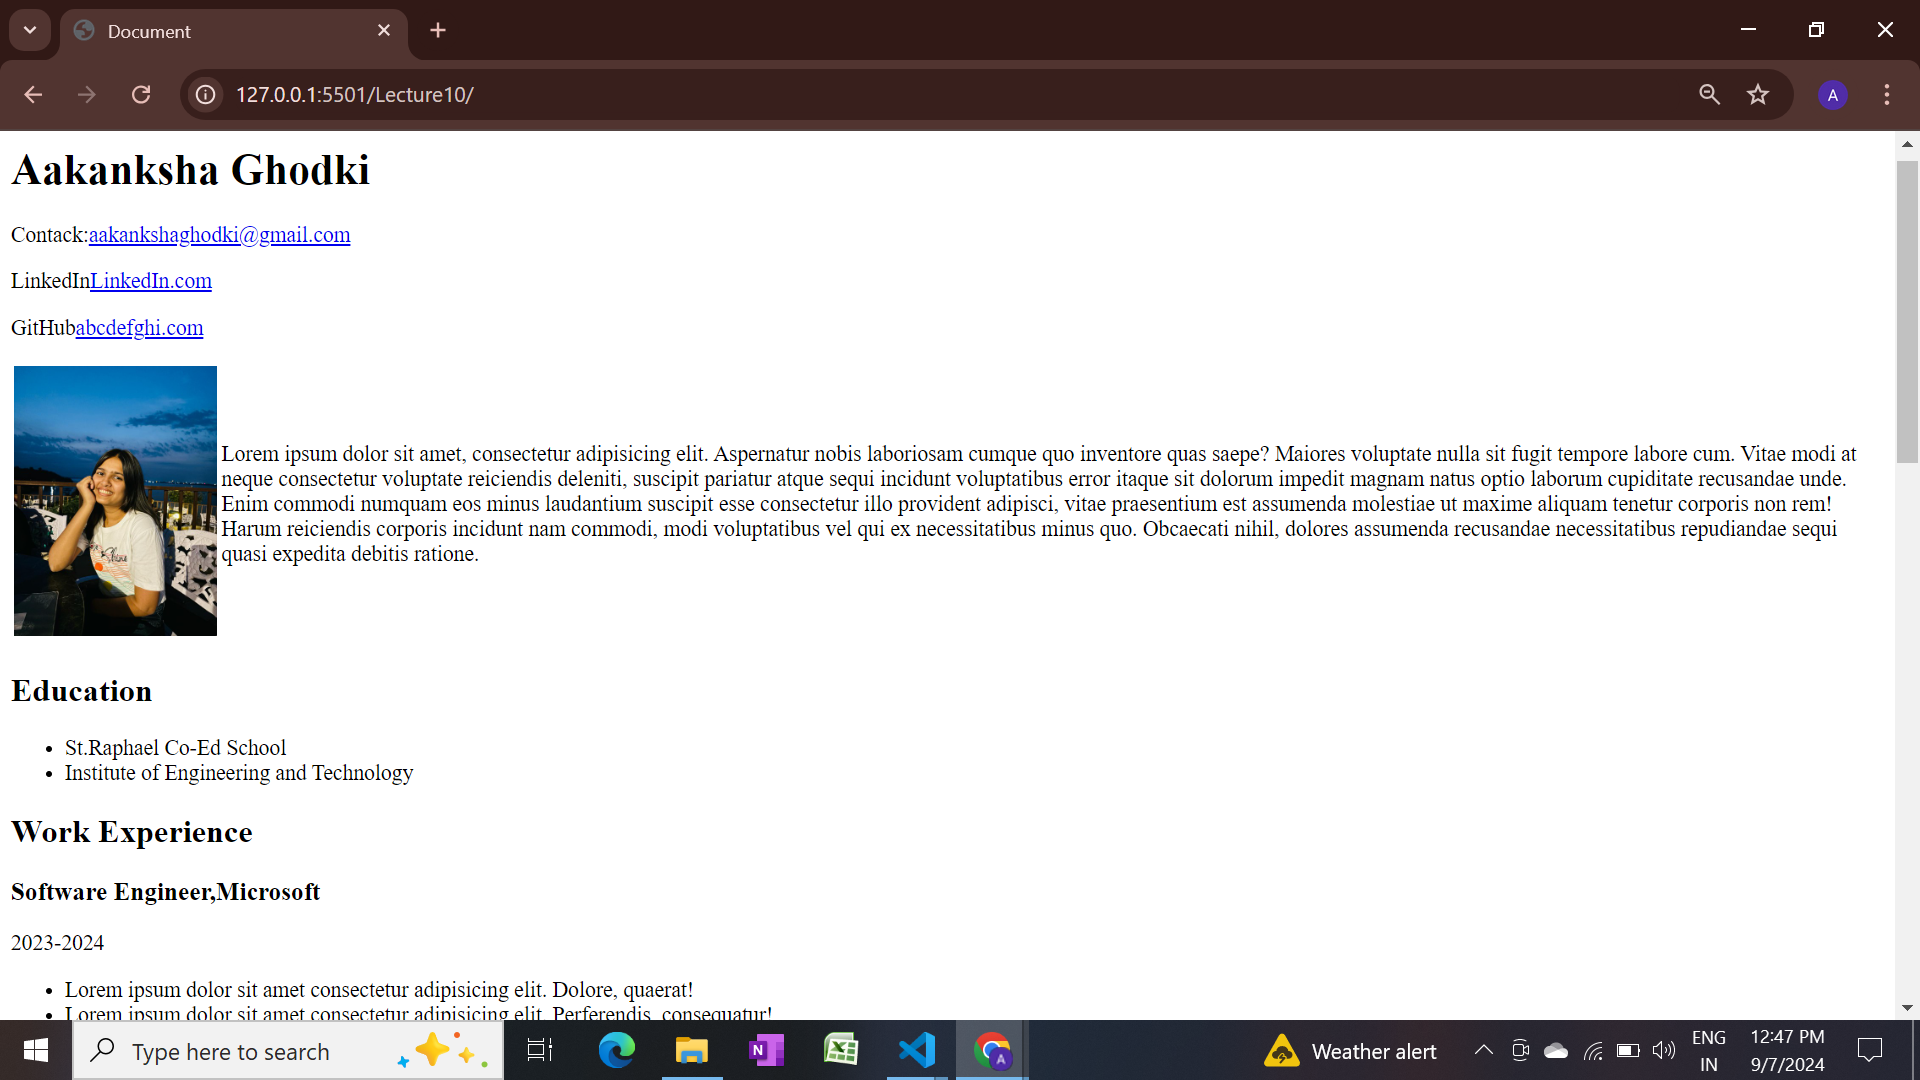 Document
127.0.0.1:5501/Lecture10/
A
Aakanksha Ghodki
Contack:aakankshaghodki@gmail.com
LinkedInLinkedIn.com
GitHubabcdefghi.com
Lorem ipsum dolor sit amet, consectetur adipisicing elit. Aspernatur nobis laboriosam cumque quo inventore quas saepe? Maiores voluptate nulla sit fugit tempore labore cum. Vitae modi at
neque consectetur voluptate reiciendis deleniti, suscipit pariatur atque sequi incidunt voluptatibus error itaque sit dolorum impedit magnam natus optio laborum cupiditate recusandae unde.
Enim commodi numquam eos minus laudantium suscipit esse consectetur illo provident adipisci, vitae praesentium est assumenda molestiae ut maxime aliquam tenetur corporis non rem!
Harum reiciendis corporis incidunt nam commodi, modi voluptatibus vel qui ex necessitatibus minus quo. Obcaecati nihil, dolores assumenda recusandae necessitatibus repudiandae sequi
quasi expedita debitis ratione.
Education
• St.Raphael Co-Ed School
• Institute of Engineering and Technology
Work Experience
Software Engineer,Microsoft
2023-2024
• Lorem ipsum dolor sit amet consectetur adipisicing elit. Dolore, quaerat!
• Lorem ipsum dolor sit amet consectetur adipisicing elit. Perferendis, consequatur!
Type here to search
N
A
Weather alert
ENG
IN
12:47 PM
9/7/2024